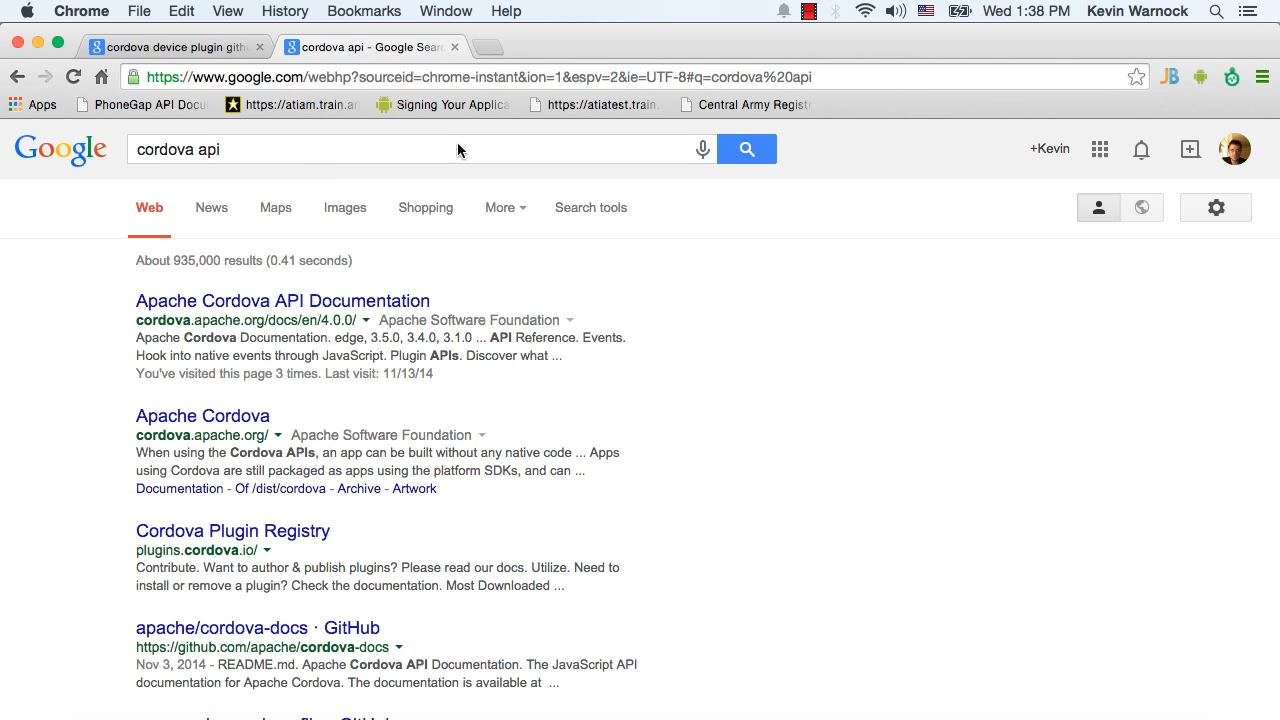 Chrome File Edit View History Bookmarks Window Help Wed 1:38 PM Kevin Warnock
cordova device plugin gith cordova api - Google Sear
https://www.google.com/webhp?sourceid=chrome-instant&ion=1&espv=2&ie=UTF-8#q=cordova%20api JB
Apps PhoneGap API Docu https://atiam.train.ar Signing Your Applica https://atiatest.train. Central Army Regist
Google cordova api +Kevin
Web News Maps Images Shopping More Search tools
About 935,000 results (0.41 seconds)
Apache Cordova API Documentation
cordova.apache.org/docs/en/4.0.0/ Apache Software Foundation
Apache Cordova Documentation. edge, 3.5.0, 3.4.0, 3.1.0 ... API Reference. Events.
Hook into native events through JavaScript. Plugin APIs. Discover what ...
You've visited this page 3 times. Last visit: 11/13/14
Apache Cordova
cordova.apache.org/ Apache Software Foundation
When using the Cordova APIs, an app can be built without any native code ... Apps
using Cordova are still packaged as apps using the platform SDKs, and can ...
Documentation - Of /dist/cordova - Archive - Artwork
Cordova Plugin Registry
plugins.cordova.io/
Contribute. Want to author & publish plugins? Please read our docs. Utilize. Need to
install or remove a plugin? Check the documentation. Most Downloaded ...
apache/cordova-docs · GitHub
https://github.com/apache/cordova-docs
Nov 3, 2014 - README.md. Apache Cordova API Documentation. The JavaScript API
documentation for Apache Cordova. The documentation is available at ...